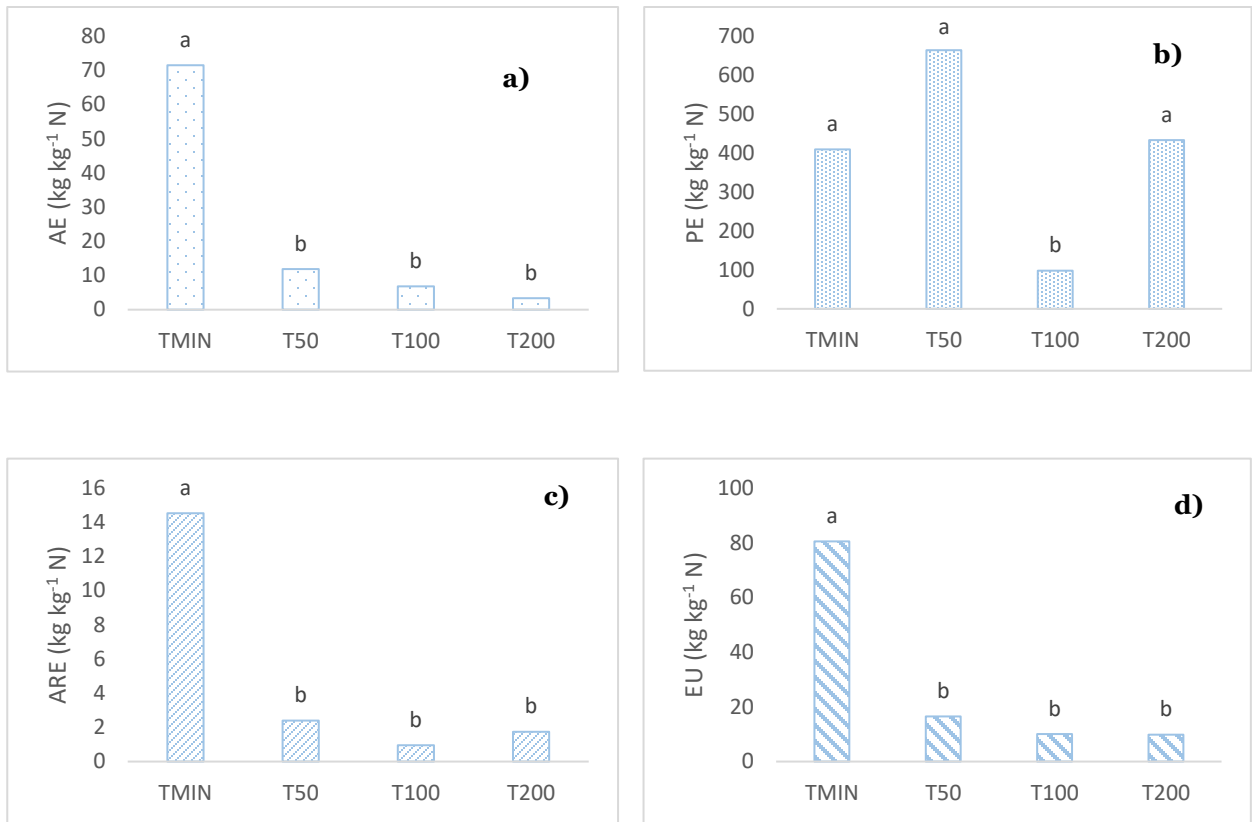 a)
AE (kg kg⁻¹ N)
80
70
60
50
40
30
20
10
0
a
b
b
b
TMIN T50 T100 T200
b)
PE (kg kg⁻¹ N)
700
600
500
400
300
200
100
0
a
a
b
a
TMIN T50 T100 T200
c)
ARE (kg kg⁻¹ N)
16
14
12
10
8
6
4
2
0
a
b
b
b
TMIN T50 T100 T200
d)
EU (kg kg⁻¹ N)
100
80
60
40
20
0
a
b
b
b
TMIN T50 T100 T200